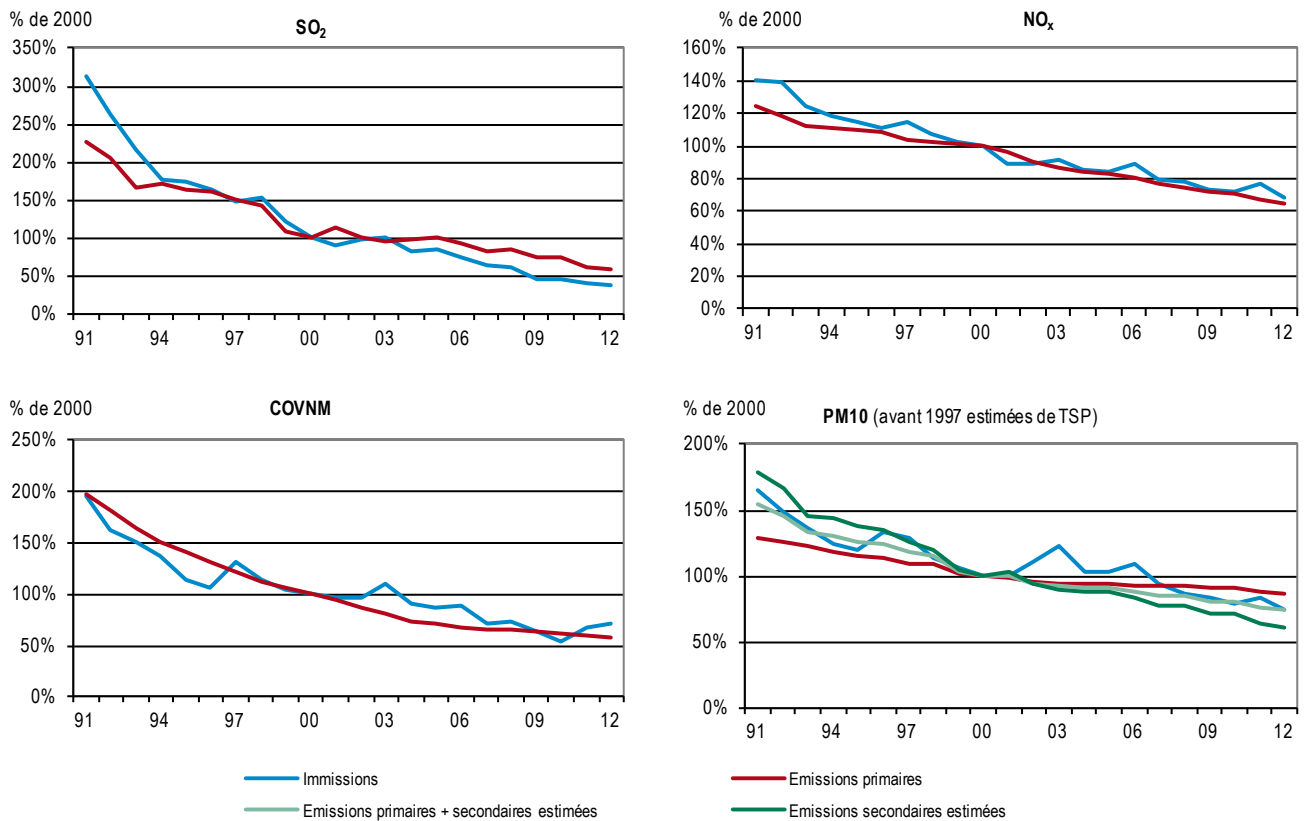 % de 2000
SO₂
350%
300%
250%
200%
150%
100%
50%
0%
91 94 97 00 03 06 09 12
% de 2000
NOₓ
160%
140%
120%
100%
80%
60%
40%
20%
0%
91 94 97 00 03 06 09 12
% de 2000
COVNM
250%
200%
150%
100%
50%
0%
91 94 97 00 03 06 09 12
% de 2000
PM10 (avant 1997 estimées de TSP)
200%
150%
100%
50%
0%
91 94 97 00 03 06 09 12
Immissions
Emissions primaires
Emissions primaires + secondaires estimées
Emissions secondaires estimées